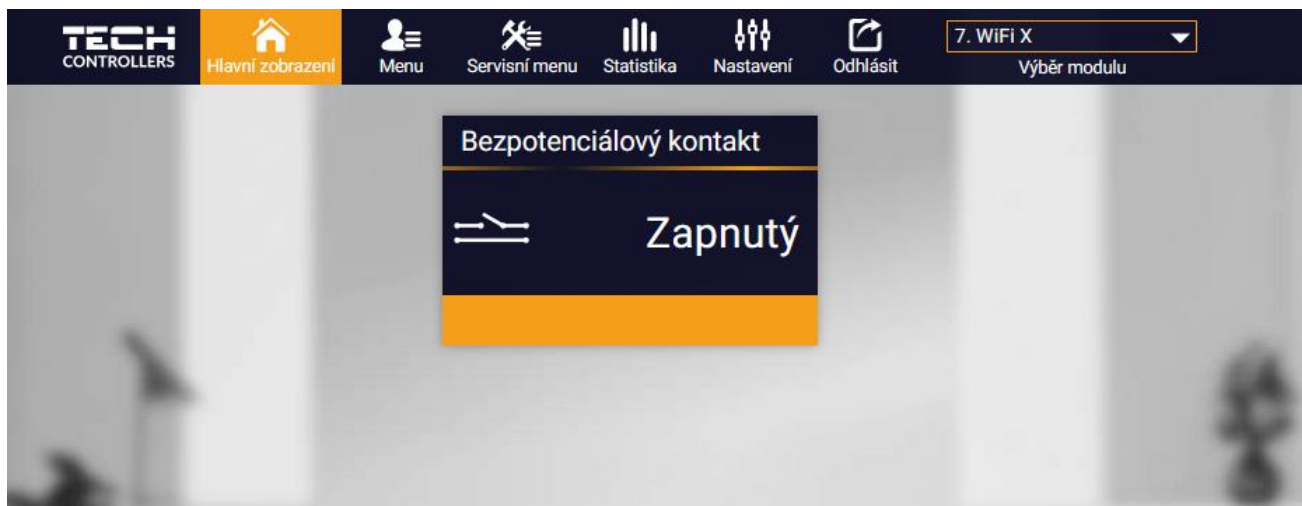 TECH
CONTROLLERS
Hlavní zobrazení
Menu
Servisní menu
Statistika
Nastavení
Odhlásit
7. WiFi X
Výběr modulu
Bezpotenciálový kontakt
Zapnutý